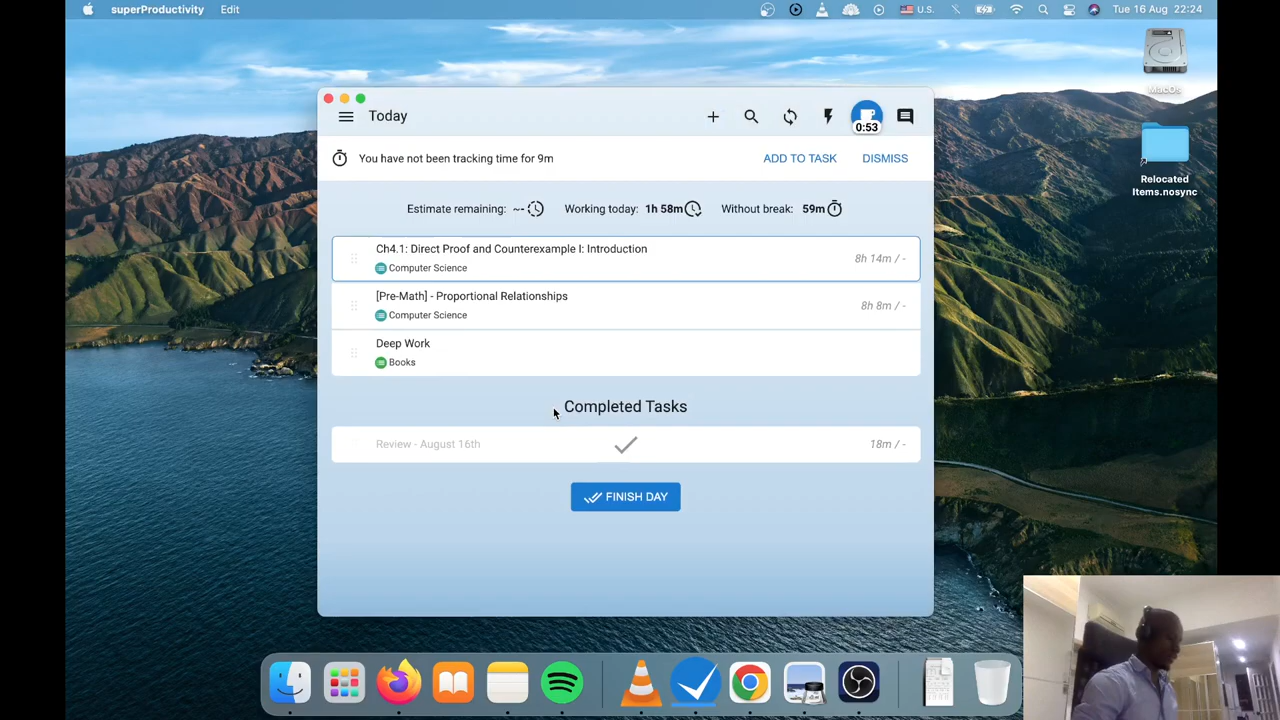 superProductivity Edit
U.S. Tue 16 Aug 22:24
MacOs
Relocated
Items.nosync
Today
0:53
You have not been tracking time for 9m ADD TO TASK DISMISS
Estimate remaining: ~- Working today: 1h 58m Without break: 59m
Ch4.1: Direct Proof and Counterexample I: Introduction
Computer Science
8h 14m / -
[Pre-Math] - Proportional Relationships
Computer Science
8h 8m / -
Deep Work
Books
Completed Tasks
Review - August 16th 18m / -
FINISH DAY